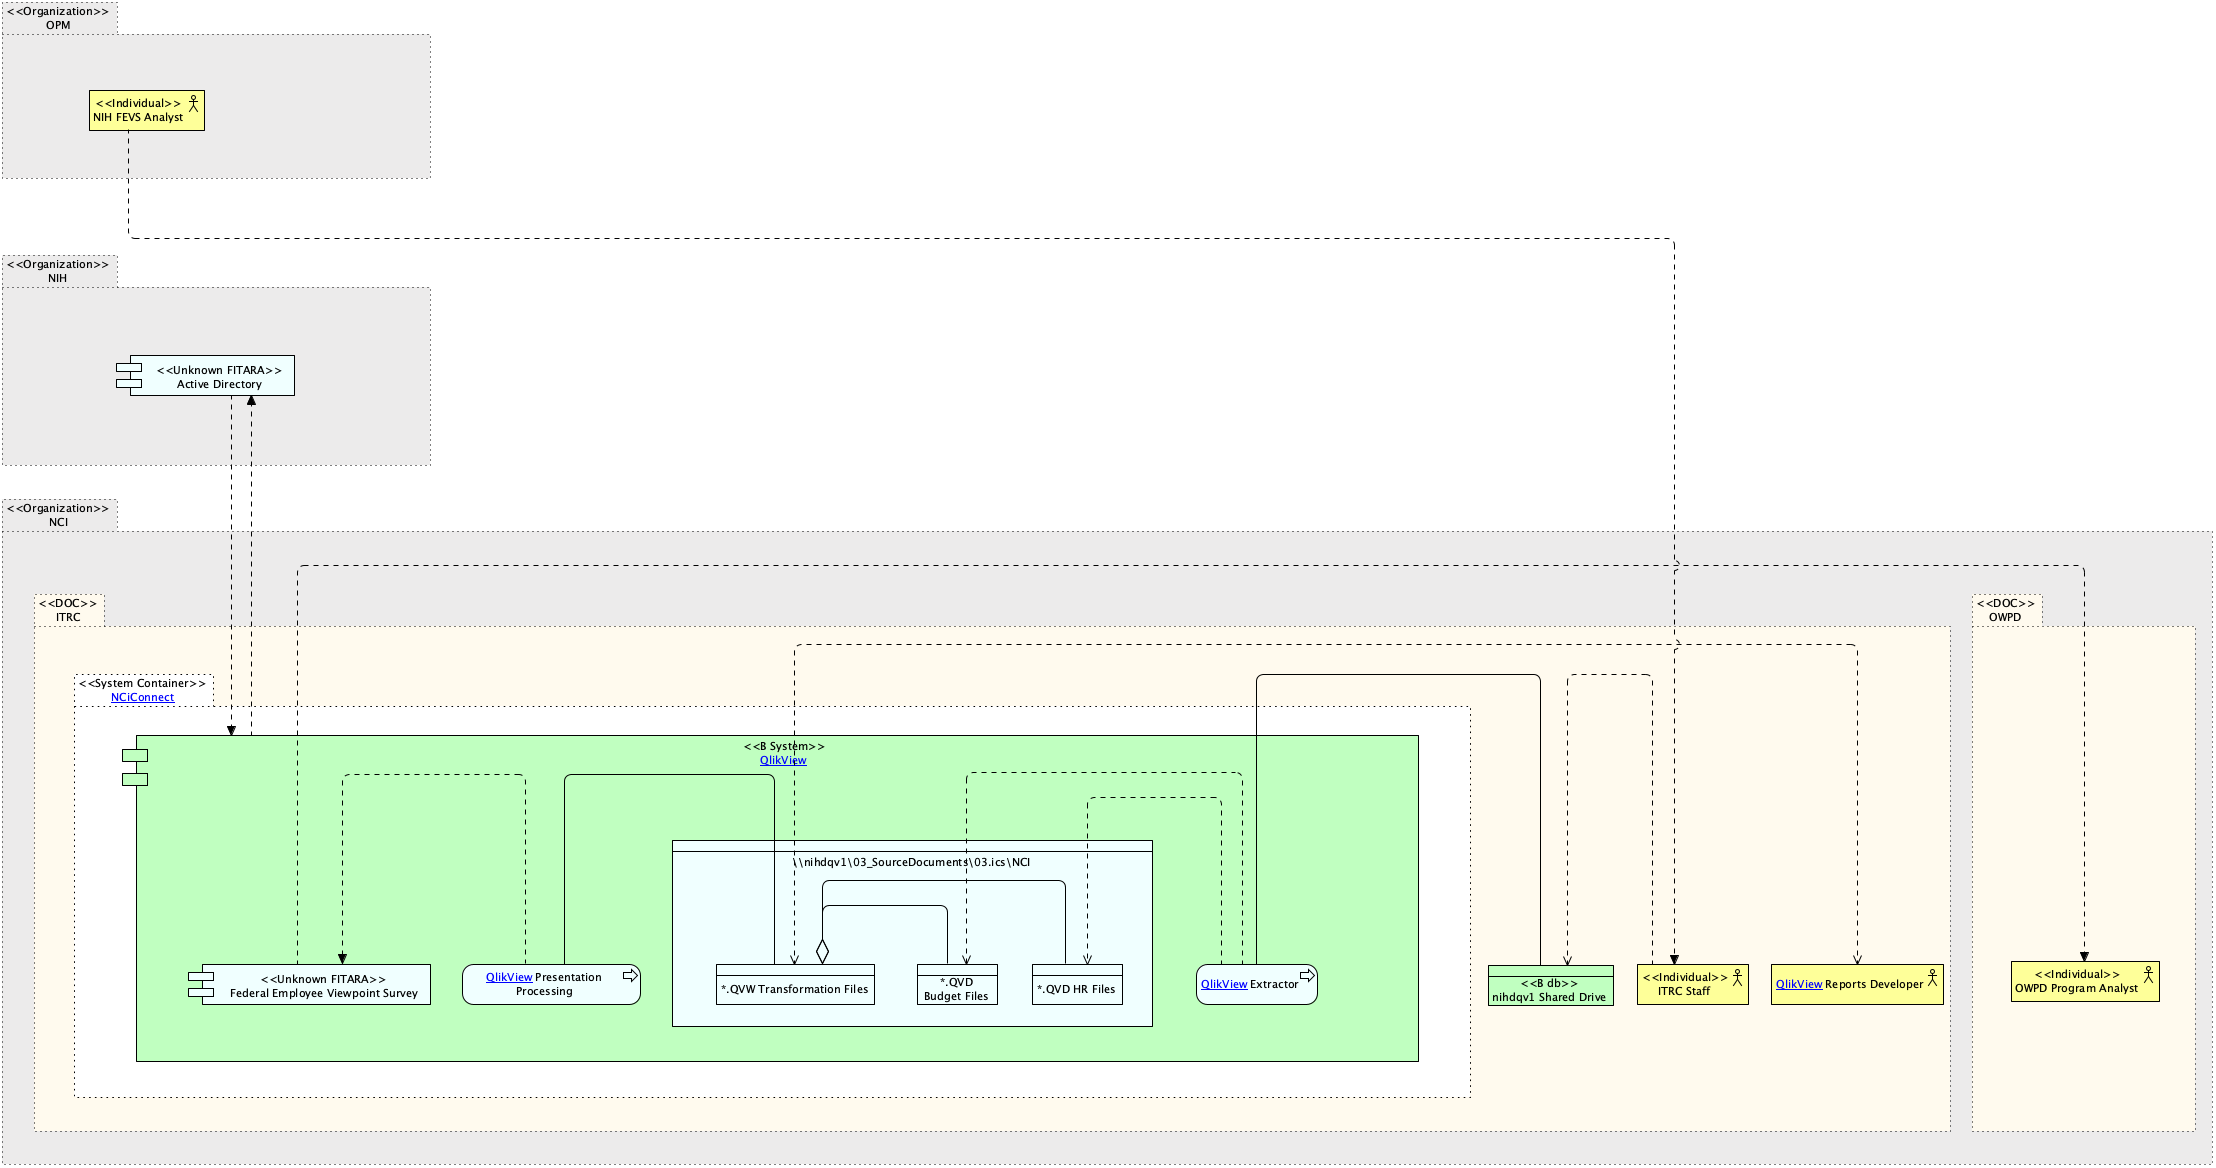 <<Organization>>
OPM
<<Individual>>
NIH FEVS Analyst
<<Organization>>
NIH
<<Unknown FITARA>>
Active Directory
<<Organization>>
NCI
<<DOC>>
ITRC
<<DOC>>
OWPD
<<System Container>>
NCiConnect
<<B System>>
QlikView
\\nihdqv1\03_SourceDocuments\03.ics\NCI
<<Unknown FITARA>>
Federal Employee Viewpoint Survey
QlikView Presentation
Processing
*.QVW Transformation Files
*.QVD
Budget Files
*.QVD HR Files
QlikView Extractor
<<B db>>
nihdqv1 Shared Drive
<<Individual>>
ITRC Staff
QlikView Reports Developer
<<Individual>>
OWPD Program Analyst